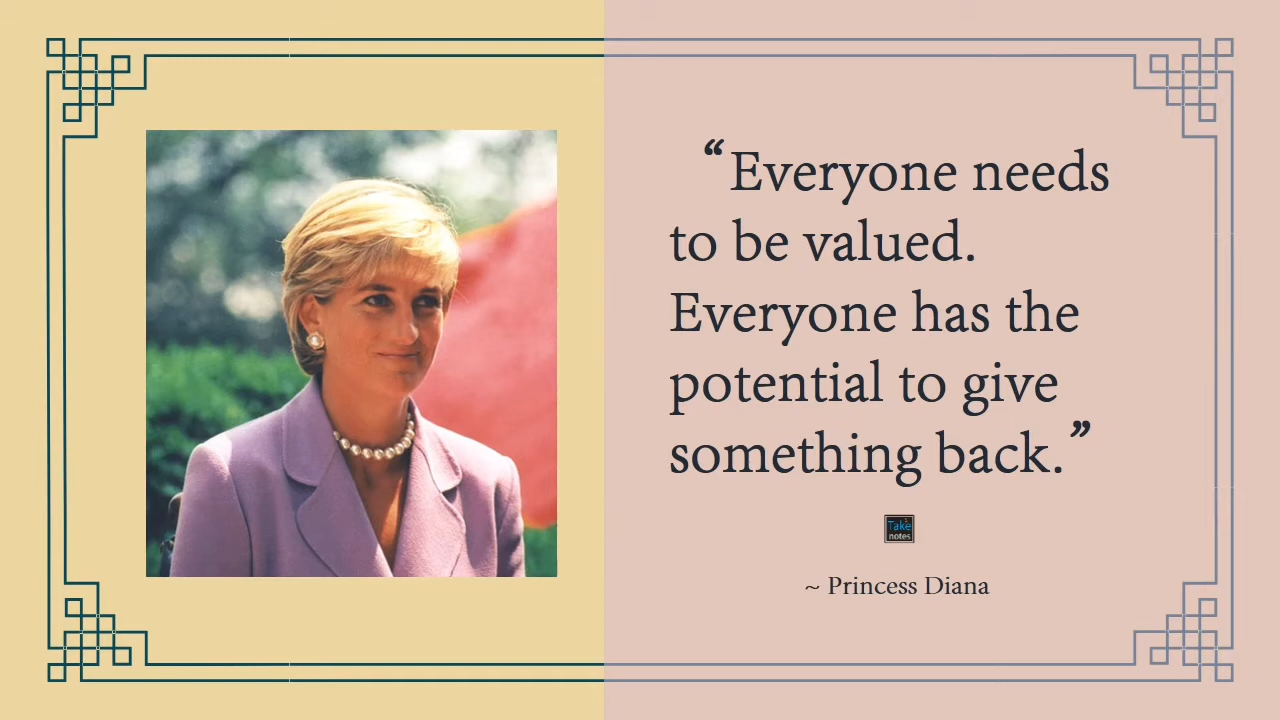 “Everyone needs
to be valued.
Everyone has the
potential to give
something back.”
Take
notes
~ Princess Diana